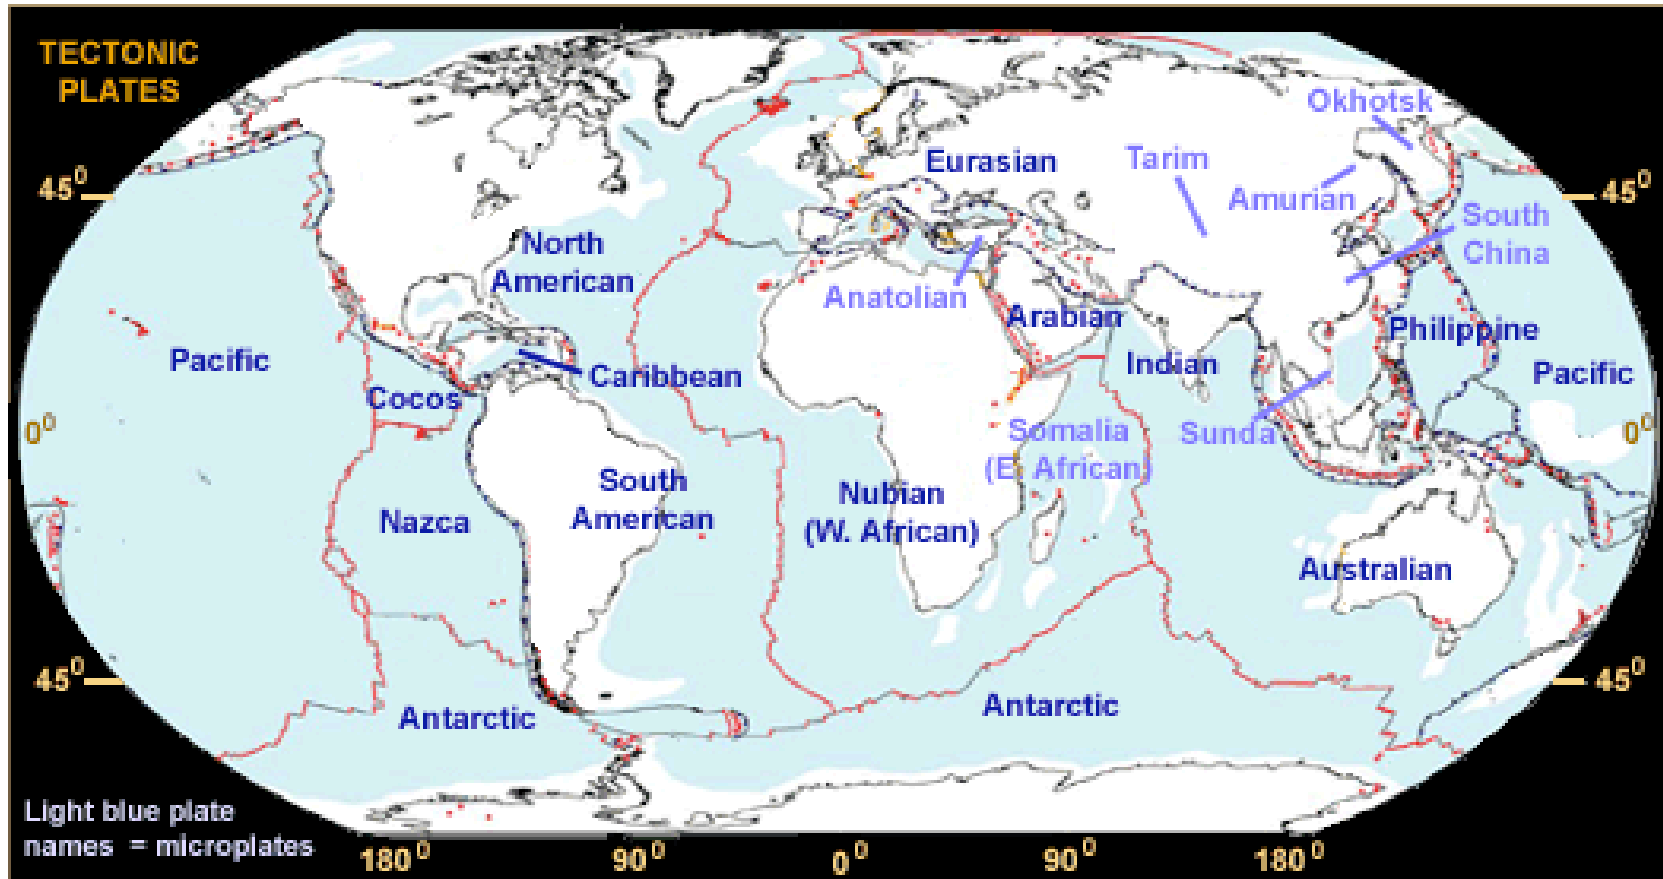 TECTONIC
PLATES
Okhotsk
Eurasian
Tarim
45⁰
45⁰
Amurian
South
China
North
American
Anatolian
Arabian
Philippine
Pacific
Indian
Caribbean
Pacific
Cocos
0⁰
0⁰
Somalia
(E. African)
Sunda
South
American
Nubian
(W. African)
Nazca
Australian
45⁰
45⁰
Antarctic
Antarctic
Light blue plate
names = microplates
180⁰
90⁰
0⁰
90⁰
180⁰